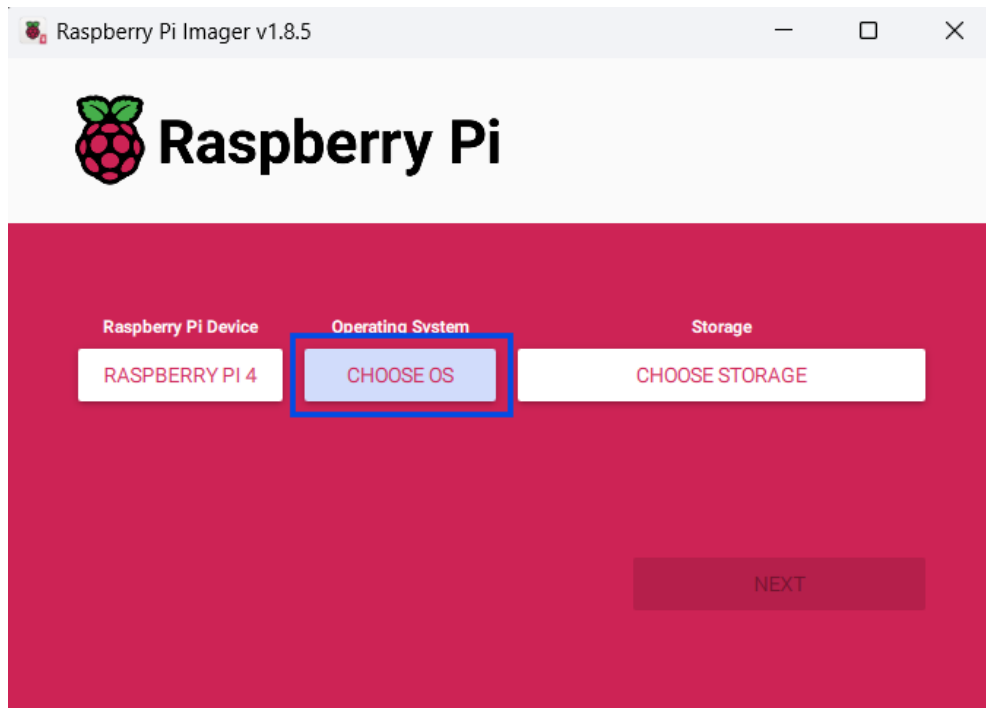 Raspberry Pi Imager v1.8.5
Raspberry Pi
Raspberry Pi Device
Operating System
Storage
RASPBERRY PI 4
CHOOSE OS
CHOOSE STORAGE
NEXT